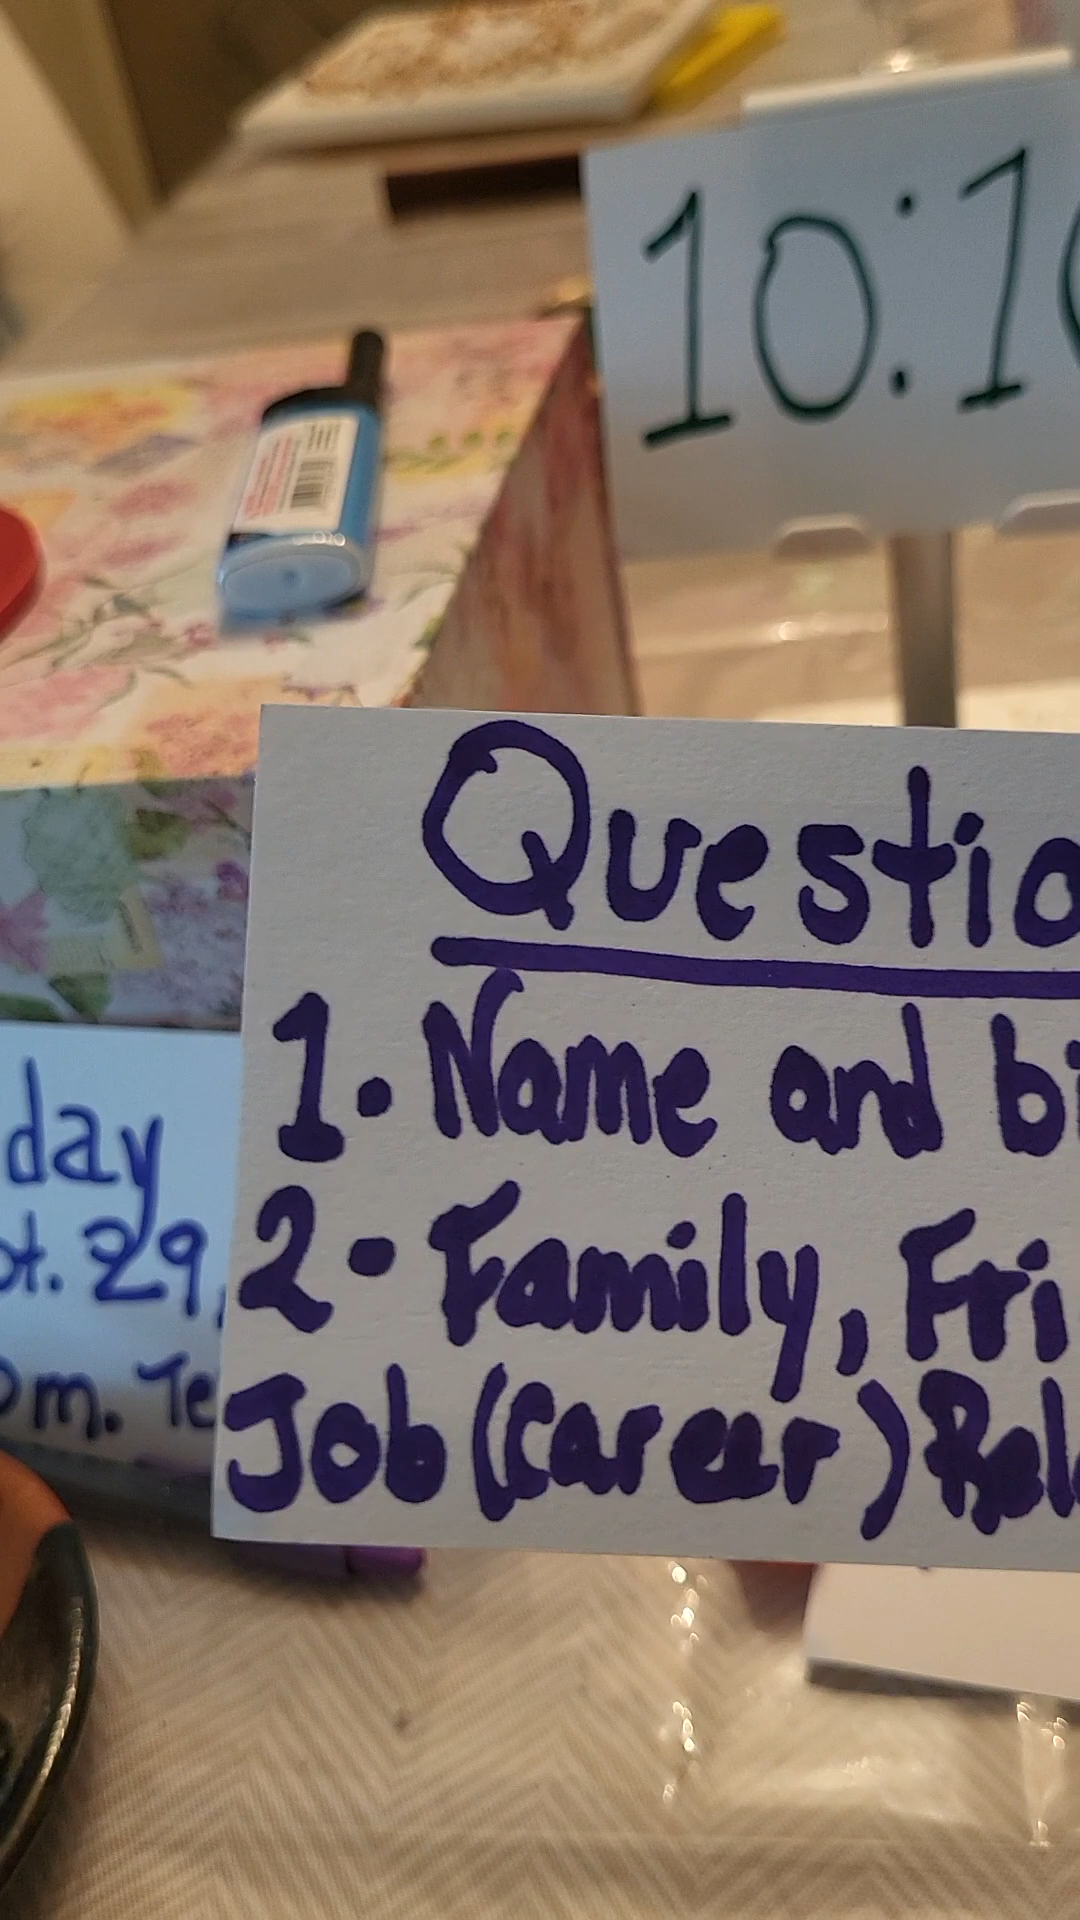 10:1
Questio
1. Name and bi
2. Family, Fri
Job (Career) Rel
day
t. 29,
m. Te